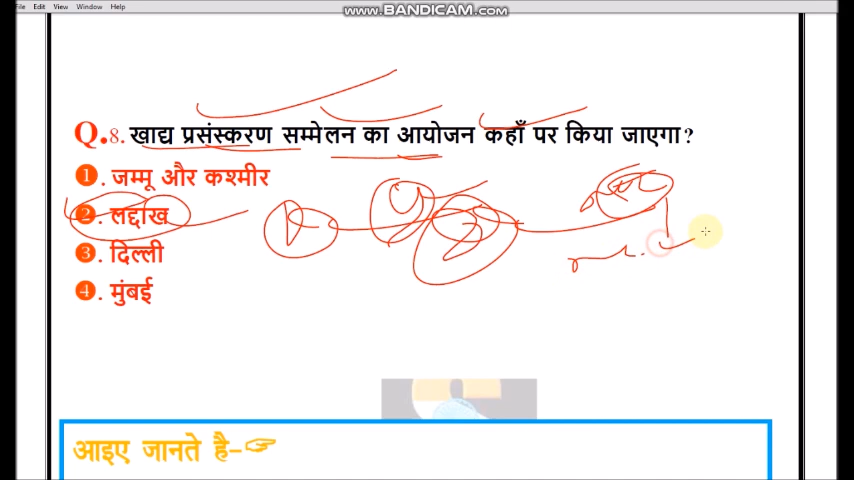 File Edit View Window Help
www.BANDICAM.com
Q.8. खाद्य प्रसंस्करण सम्मेलन का आयोजन कहाँ पर किया जाएगा?
1. जम्मू और कश्मीर
2. लद्दाख
3. दिल्ली
4. मुंबई
आइए जानते है-